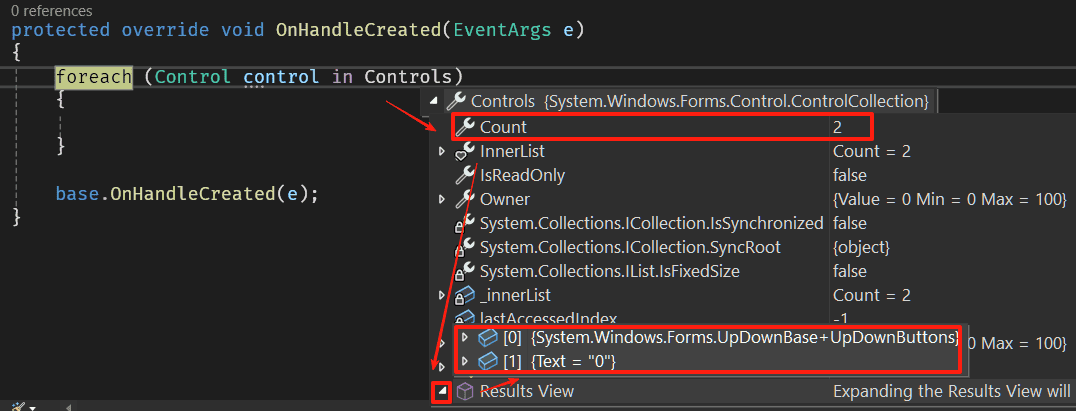 0 references
protected override void OnHandleCreated(EventArgs e)
{
foreach (Control control in Controls)
{
}
base.OnHandleCreated(e);
}
Controls {System.Windows.Forms.Control.ControlCollection}
Count 2
InnerList Count = 2
IsReadOnly false
Owner {Value = 0 Min = 0 Max = 100}
System.Collections.ICollection.IsSynchronized false
System.Collections.ICollection.SyncRoot {object}
System.Collections.IList.IsFixedSize false
_innerList Count = 2
lastAccessedIndex -1
[0] {System.Windows.Forms.UpDownBase+UpDownButtons} 0 Max = 100}
[1] {Text = "0"}
Results View Expanding the Results View will